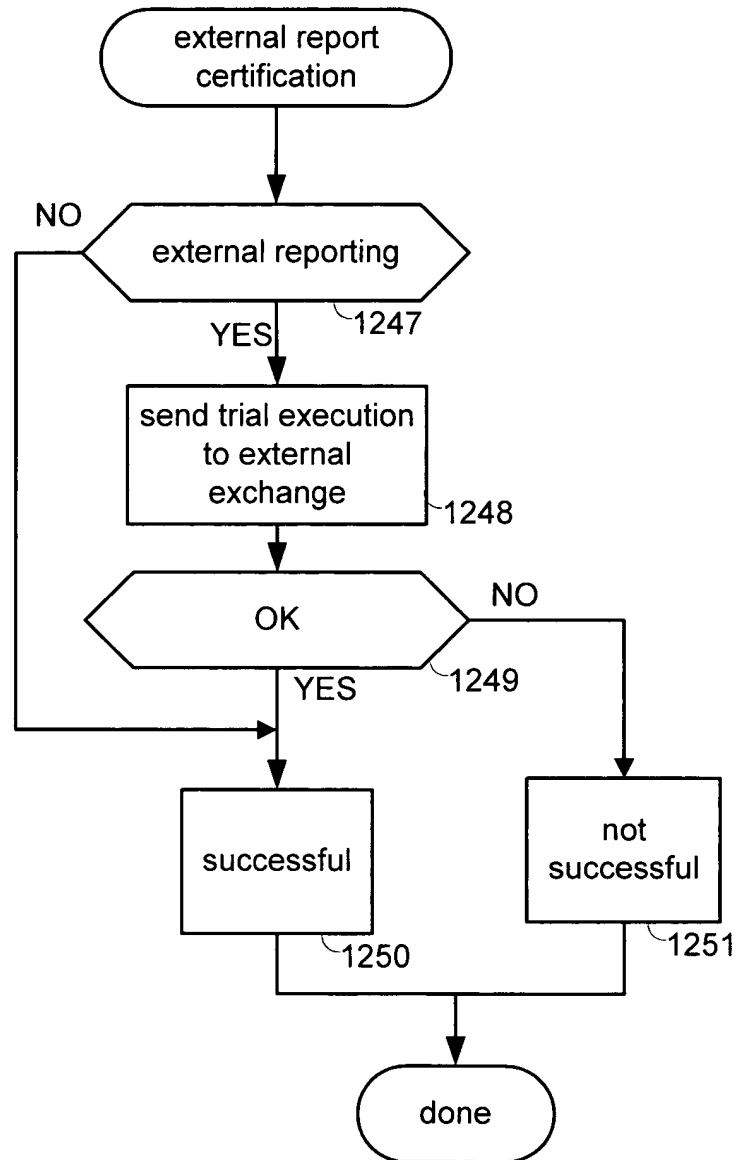 external report
certification
NO
external reporting
1247
YES
send trial execution
to external
exchange
1248
OK
NO
1249
YES
successful
1250
not
successful
1251
done